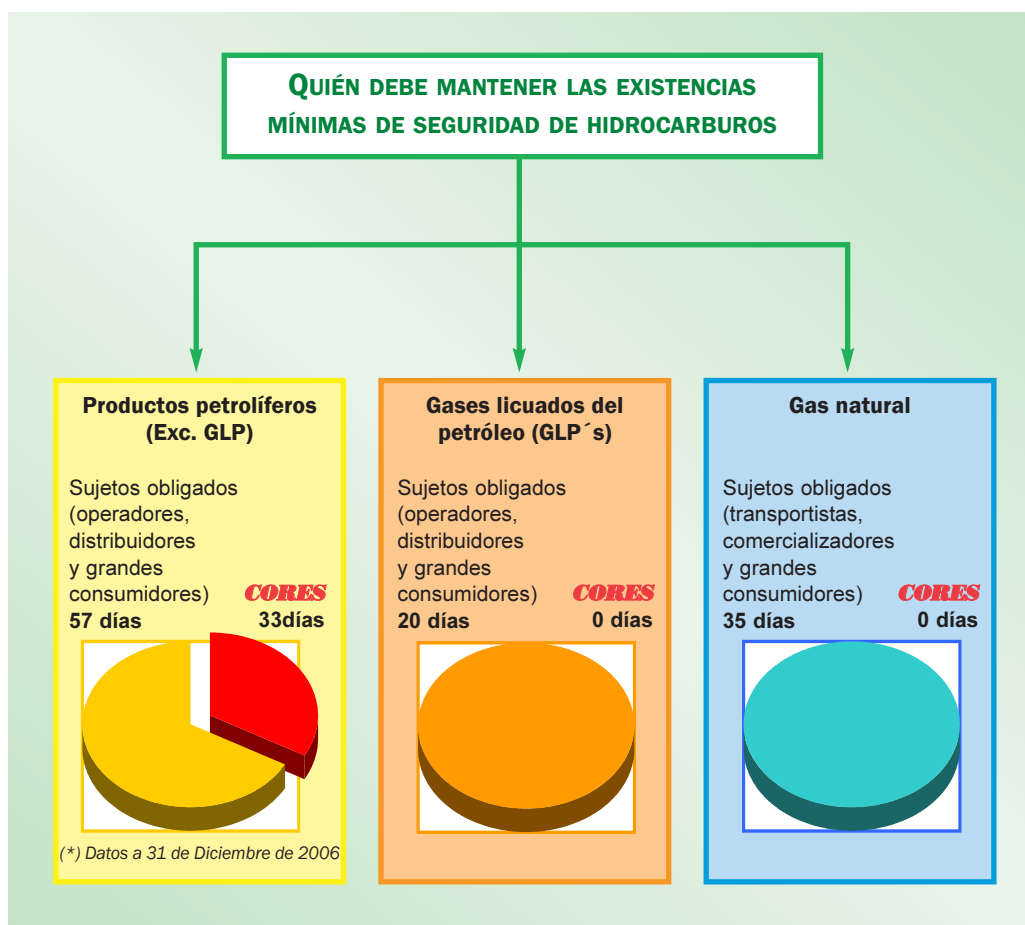 QUIÉN DEBE MANTENER LAS EXISTENCIAS
MÍNIMAS DE SEGURIDAD DE HIDROCARBUROS
Productos petrolíferos
(Exc. GLP)
Sujetos obligados
(operadores,
distribuidores
y grandes
consumidores)
CORES
57 días
33días
(*) Datos a 31 de Diciembre de 2006
Gases licuados del
petróleo (GLP´s)
Sujetos obligados
(operadores,
distribuidores
y grandes
consumidores)
CORES
20 días
0 días
Gas natural
Sujetos obligados
(transportistas,
comercializadores
y grandes
consumidores)
CORES
35 días
0 días